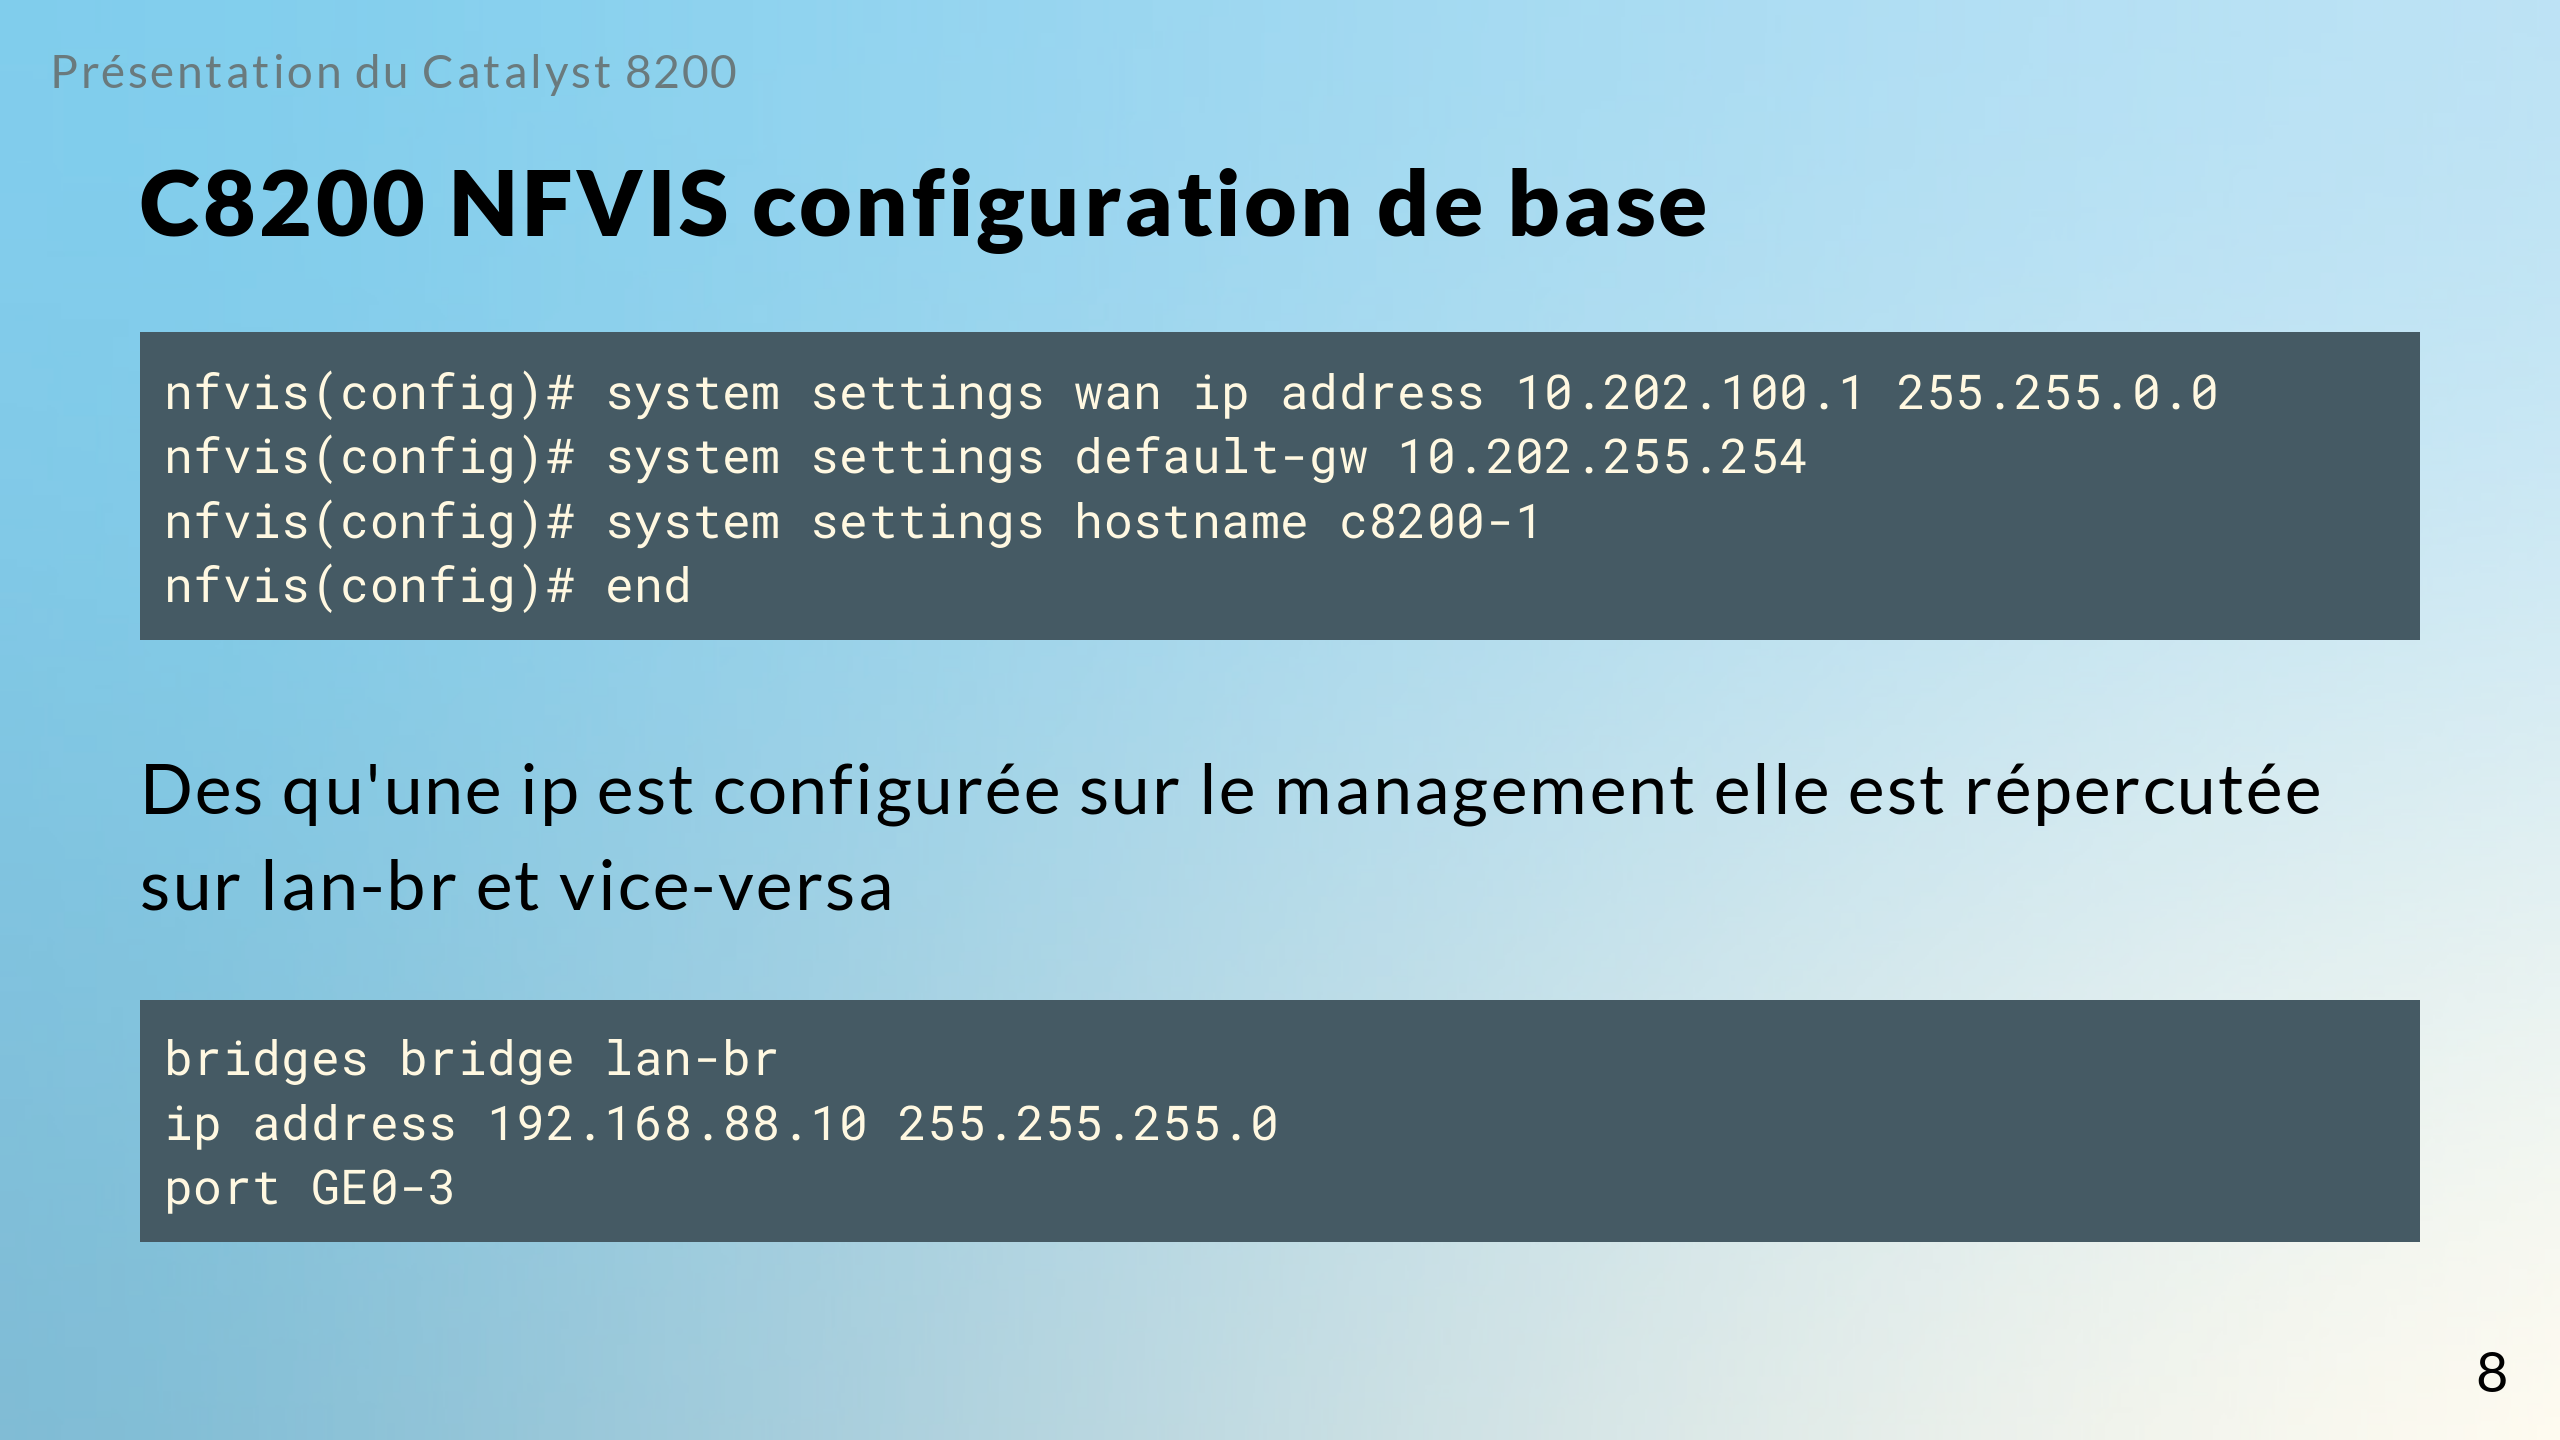 Présentation du Catalyst 8200
C8200 NFVIS configuration de base
nfvis(config)# system settings wan ip address 10.202.100.1 255.255.0.0
nfvis(config)# system settings default-gw 10.202.255.254
nfvis(config)# system settings hostname c8200-1
nfvis(config)# end
Des qu'une ip est configurée sur le management elle est répercutée
sur lan-br et vice-versa
bridges bridge lan-br
ip address 192.168.88.10 255.255.255.0
port GE0-3
8